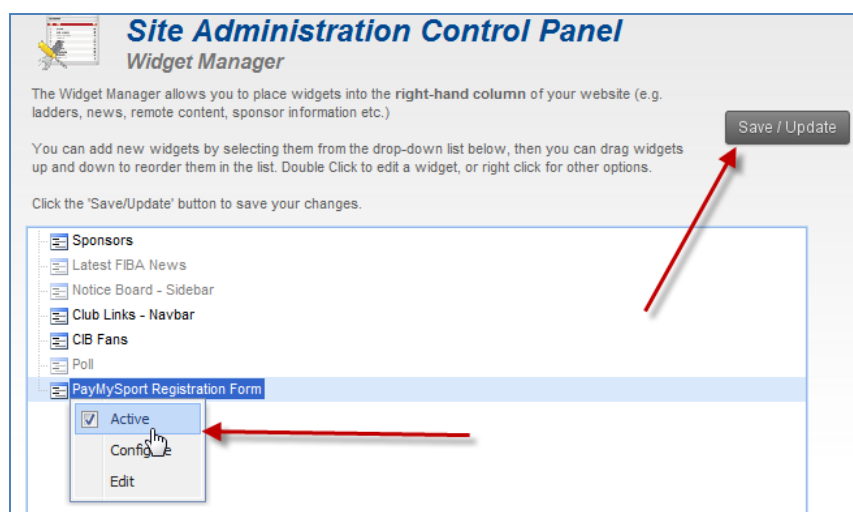 Site Administration Control Panel
Widget Manager
The Widget Manager allows you to place widgets into the right-hand column of your website (e.g.
ladders, news, remote content, sponsor information etc.)
Save / Update
You can add new widgets by selecting them from the drop-down list below, then you can drag widgets
up and down to reorder them in the list. Double Click to edit a widget, or right click for other options.
Click the 'Save/Update' button to save your changes.
Sponsors
Latest FIBA News
Notice Board - Sidebar
Club Links - Navbar
CIB Fans
Poll
PayMySport Registration Form
Active
Configure
Edit